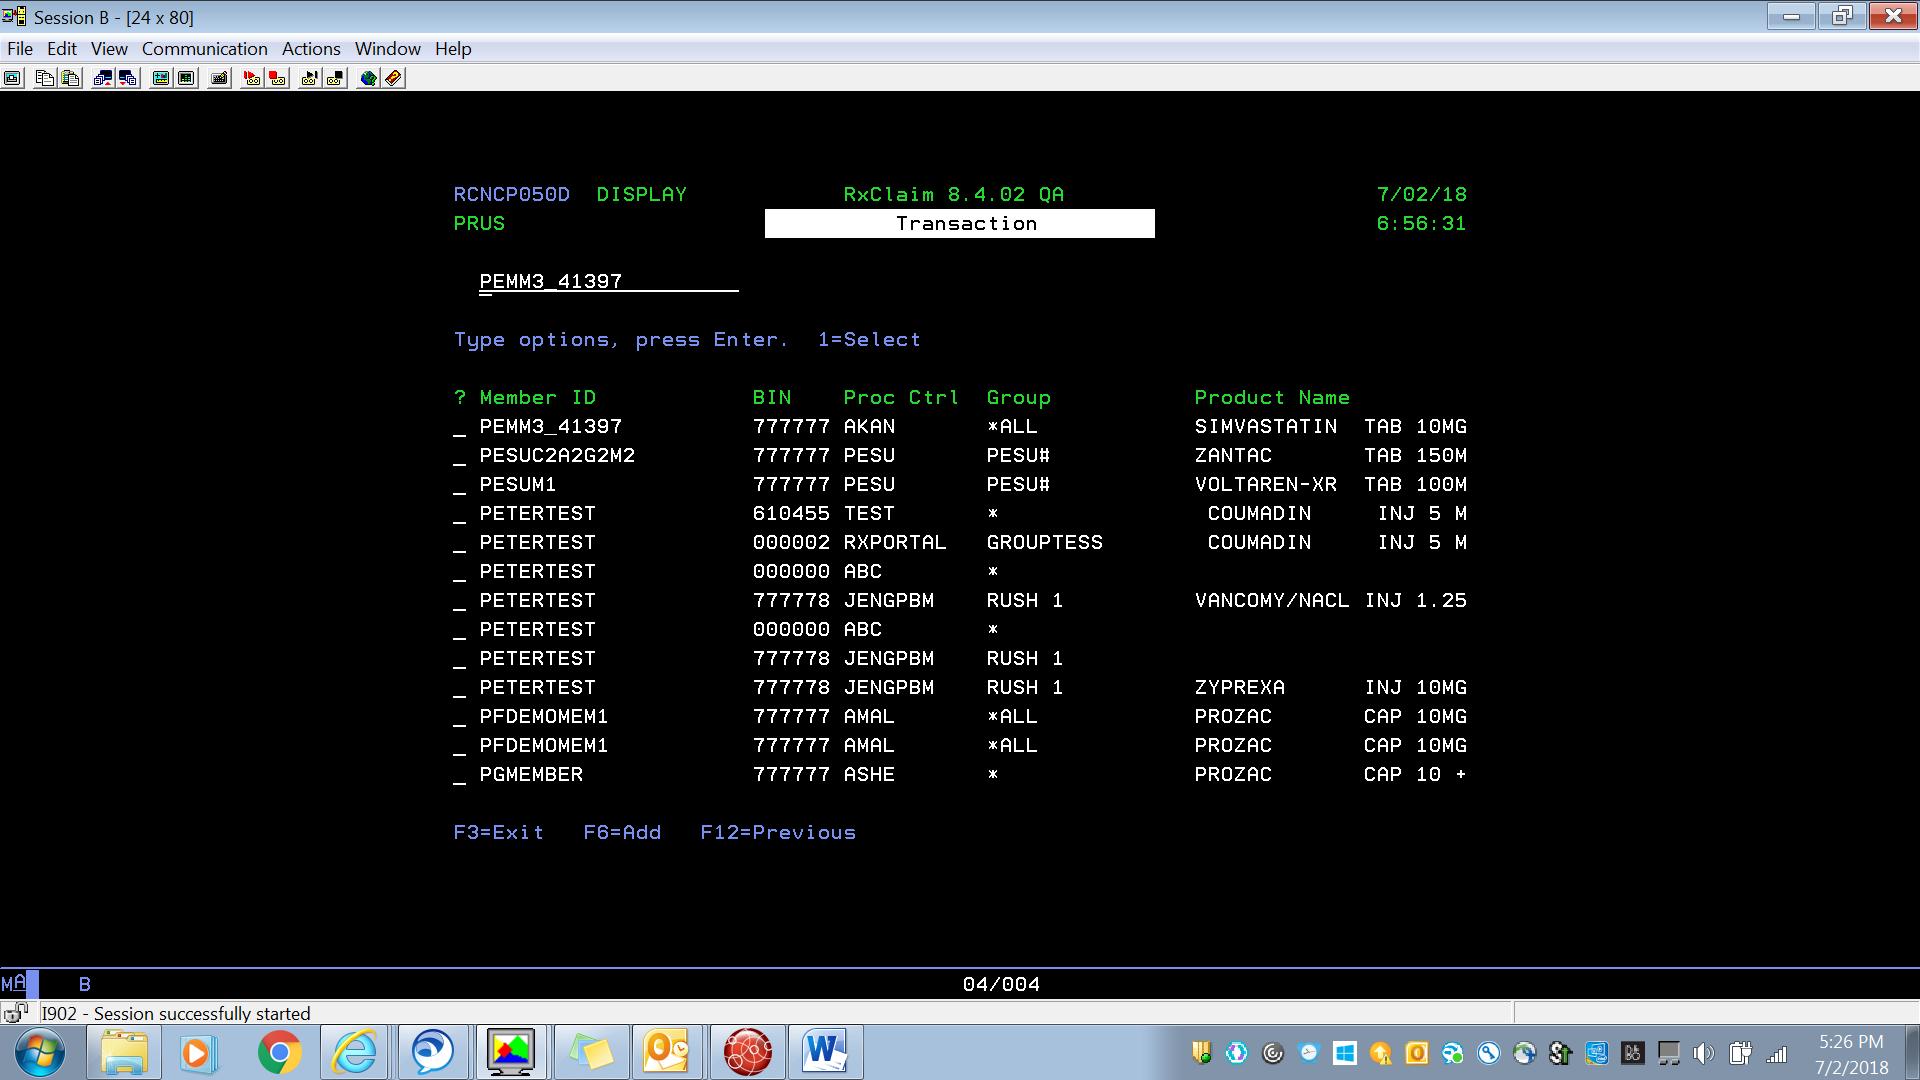 Session B - [24 x 80]
File Edit View Communication Actions Window Help
RCNCP050D DISPLAY RxClaim 8.4.02 QA 7/02/18
PRUS Transaction 6:56:31
PEMM3_41397
Type options, press Enter. 1=Select
? Member ID BIN Proc Ctrl Group Product Name
_ PEMM3_41397 777777 AKAN *ALL SIMVASTATIN TAB 10MG
_ PESUC2A2G2M2 777777 PESU PESU# ZANTAC TAB 150M
_ PESUM1 777777 PESU PESU# VOLTAREN-XR TAB 100M
_ PETERTEST 610455 TEST * COUMADIN INJ 5 M
_ PETERTEST 000002 RXPORTAL GROUPTESS COUMADIN INJ 5 M
_ PETERTEST 000000 ABC *
_ PETERTEST 777778 JENGPBM RUSH 1 VANCOMY/NACL INJ 1.25
_ PETERTEST 000000 ABC *
_ PETERTEST 777778 JENGPBM RUSH 1
_ PETERTEST 777778 JENGPBM RUSH 1 ZYPREXA INJ 10MG
_ PFDEMOMEM1 777777 AMAL *ALL PROZAC CAP 10MG
_ PFDEMOMEM1 777777 AMAL *ALL PROZAC CAP 10MG
_ PGMEMBER 777777 ASHE * PROZAC CAP 10 +
F3=Exit F6=Add F12=Previous
MA B 04/004
I902 - Session successfully started
5:26 PM
7/2/2018